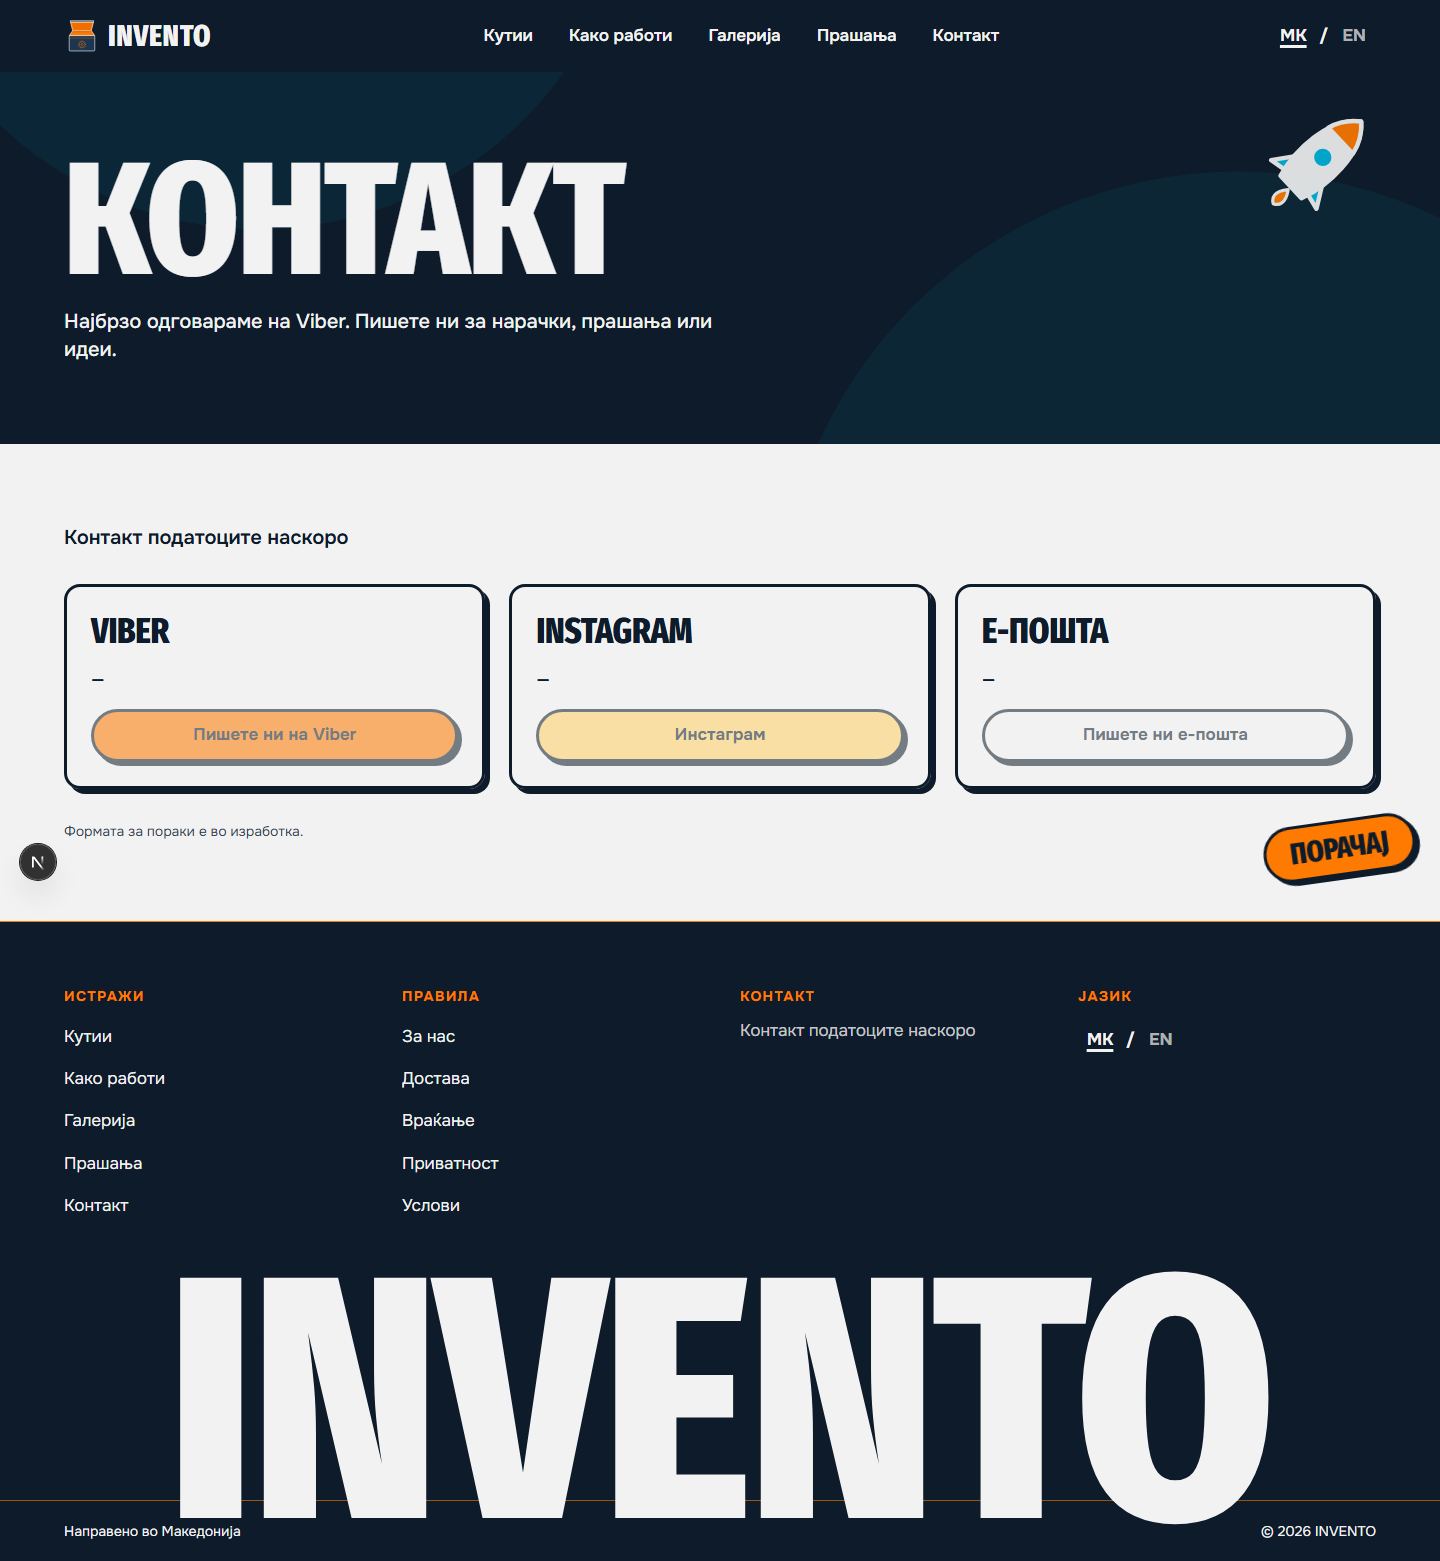 INVENTO
Кутии Како работи Галерија Прашања Контакт
MK / EN
КОНТАКТ
Најбрзо одговараме на Viber. Пишете ни за нарачки, прашања или
идеи.
Контакт податоците наскоро
VIBER
—
Пишете ни на Viber
INSTAGRAM
—
Инстаграм
Е-ПОШТА
—
Пишете ни е-пошта
Формата за пораки е во изработка.
N
ПОРАЧАЈ
ИСТРАЖИ
Кутии
Како работи
Галерија
Прашања
Контакт
ПРАВИЛА
За нас
Достава
Враќање
Приватност
Услови
КОНТАКТ
Контакт податоците наскоро
ЈАЗИК
MK / EN
INVENTO
Направено во Македонија
© 2026 INVENTO